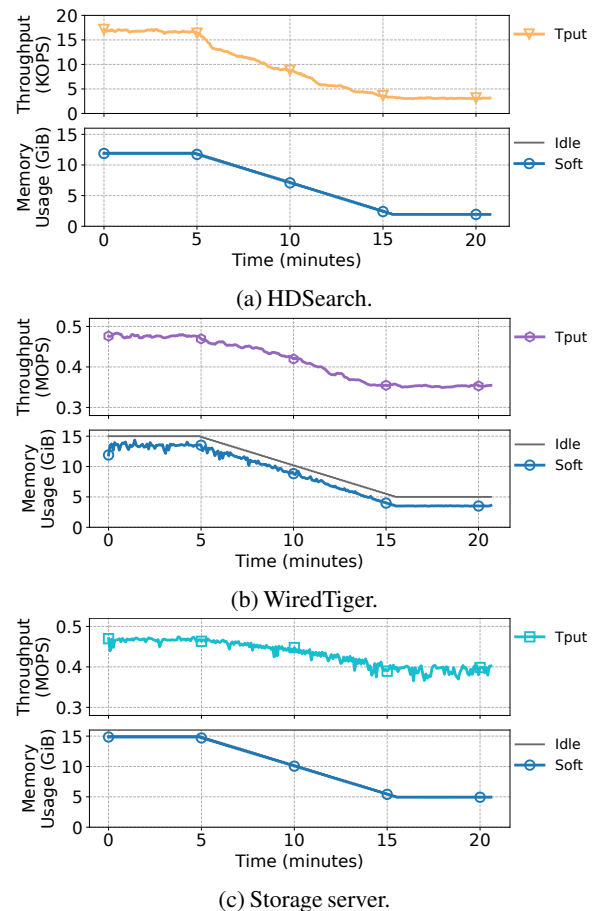 Throughput
(KOPS)
20
15
10
5
0
Tput
Memory
Usage (GiB)
15
10
5
0
Idle
Soft
0 5 10 15 20
Time (minutes)
(a) HDSearch.
Throughput
(MOPS)
0.5
0.4
0.3
Tput
Memory
Usage (GiB)
15
10
5
0
Idle
Soft
0 5 10 15 20
Time (minutes)
(b) WiredTiger.
Throughput
(MOPS)
0.5
0.4
0.3
Tput
Memory
Usage (GiB)
15
10
5
0
Idle
Soft
0 5 10 15 20
Time (minutes)
(c) Storage server.